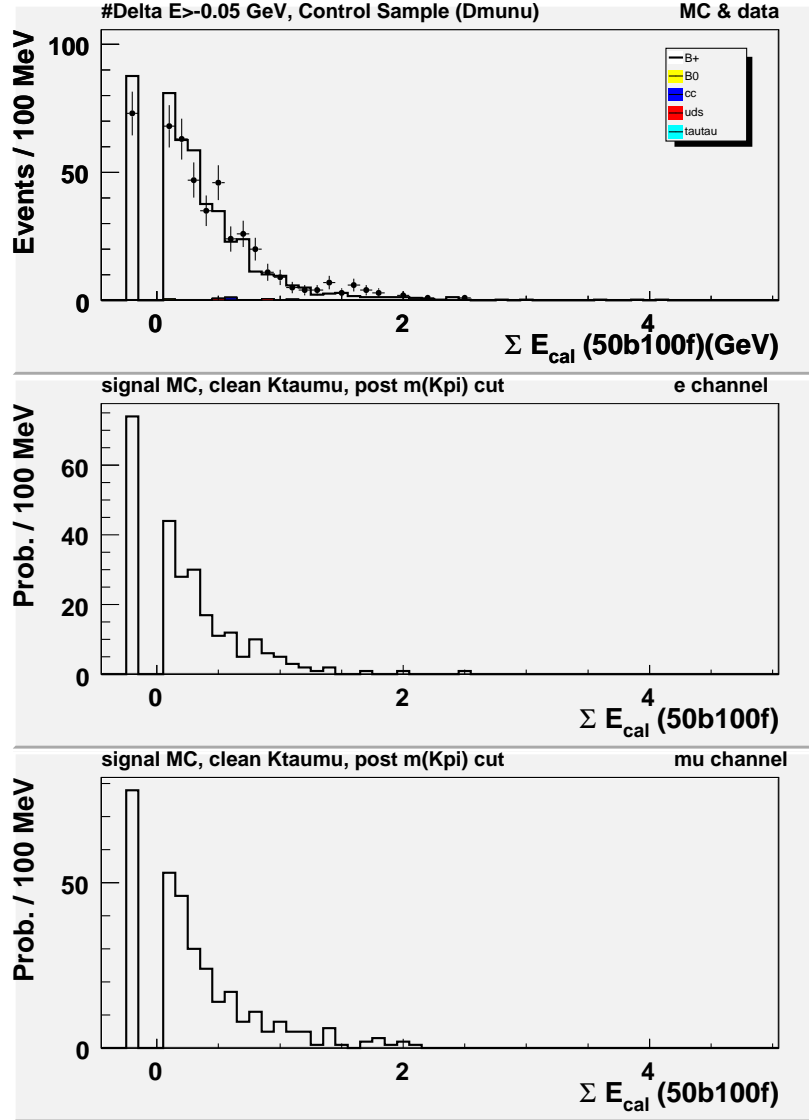 #Delta E>-0.05 GeV, Control Sample (Dmunu) MC & data
Events / 100 MeV
100
50
0
B+
B0
cc
uds
tautau
0 2 4
Σ E_cal (50b100f)(GeV)
signal MC, clean Ktaumu, post m(Kpi) cut e channel
Prob. / 100 MeV
60
40
20
0
0 2 4
Σ E_cal (50b100f)
signal MC, clean Ktaumu, post m(Kpi) cut mu channel
Prob. / 100 MeV
50
0
0 2 4
Σ E_cal (50b100f)